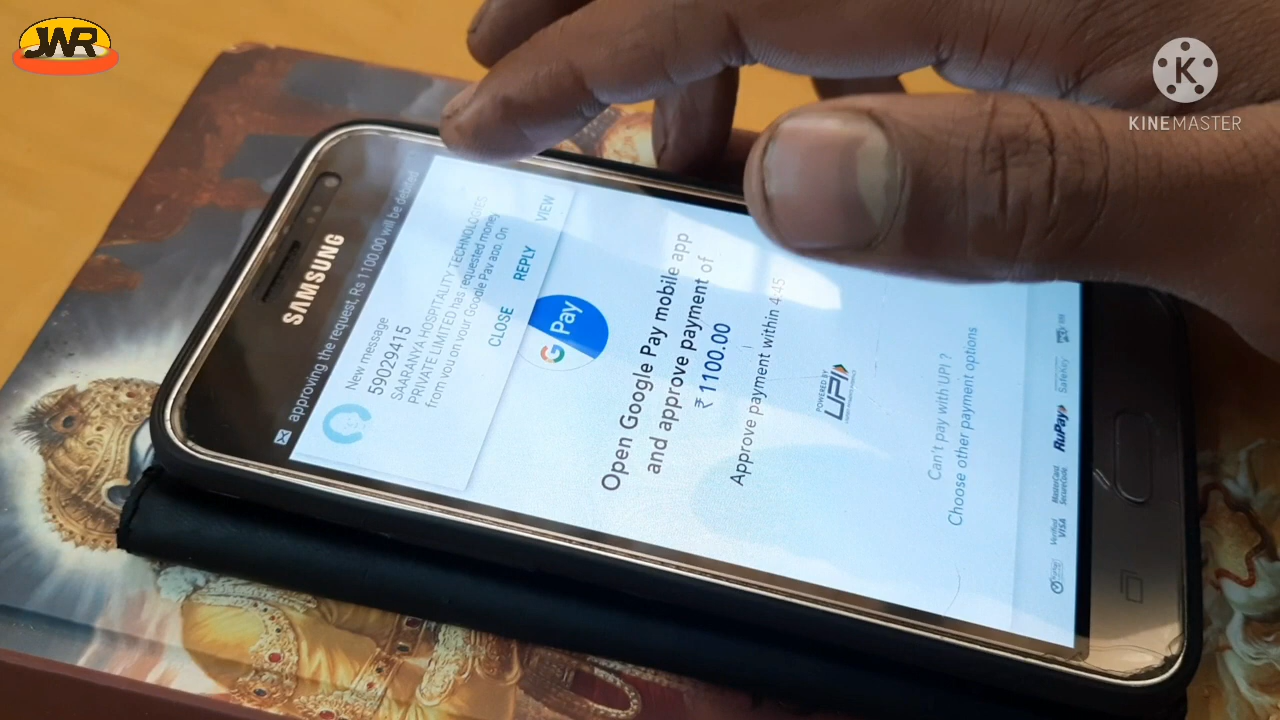 JWR
KINEMASTER
SAMSUNG
approving the request, Rs 1100.00 will be debited
New message
59029415
SAARANYA HOSPITALITY TECHNOLOGIES
PRIVATE LIMITED has requested money
from you on your Google Pay app. On
CLOSE REPLY VIEW
G Pay
Open Google Pay mobile app
and approve payment of
₹ 1100.00
Approve payment within 4:45
POWERED BY
UPI
Can't pay with UPI ?
Choose other payment options
Verified
VISA
MasterCard
SecureCode
RuPay
SafeKey